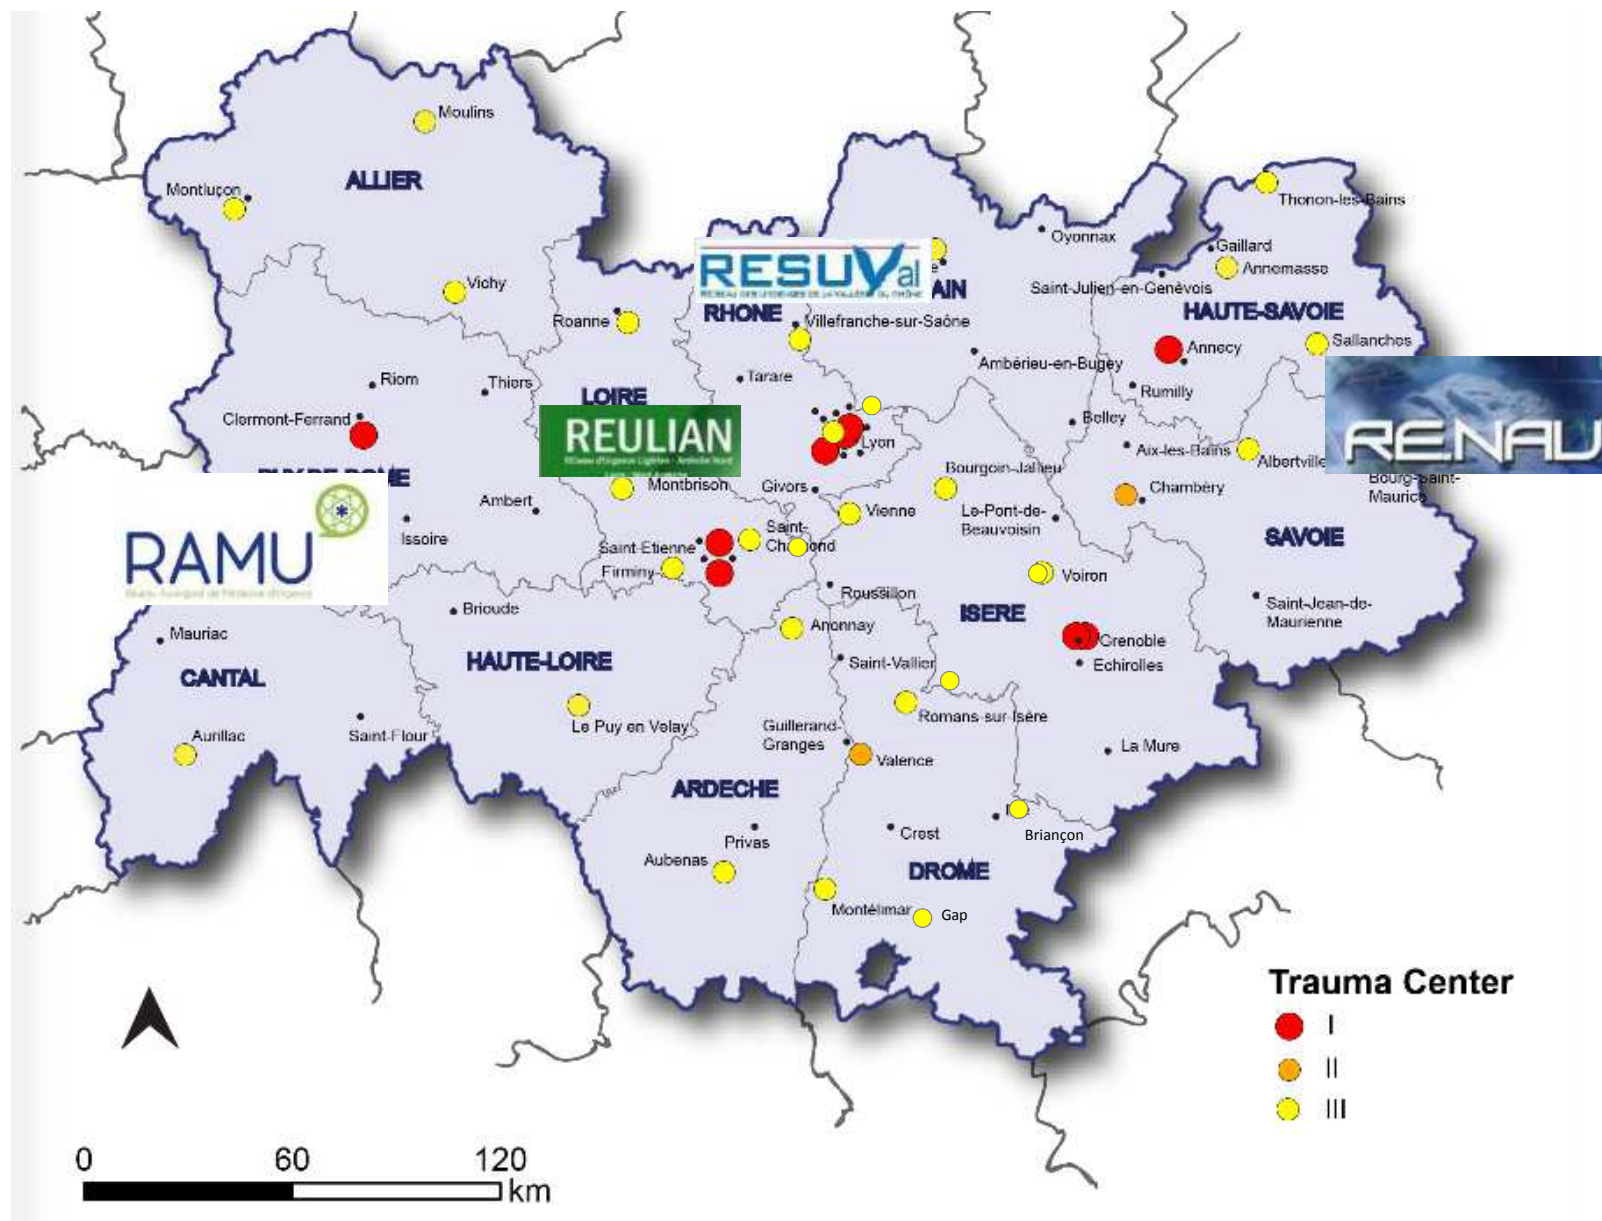 Moulins
ALLIER
Montluçon
Thonon-les-Bains
Oyonnax
Gaillard
Annemasse
RESUVal
AIN
Saint-Julien-en-Genèvois
Vichy
HAUTE-SAVOIE
RHONE
Roanne
Villefranche-sur-Saône
Sallanches
Annecy
Ambérieu-en-Bugey
Riom
Thiers
Tarare
Rumilly
LOIRE
Clermont-Ferrand
Belley
REULIAN
RENAU
Lyon
Aix-les-Bains
Albertville
Bourgoin-Jallieu
PUY-DE-DOME
Montbrison
Givors
Chambéry
Bourg-Saint-
Maurice
Ambert
Vienne
Le-Pont-de-
Beauvoisin
RAMU
Issoire
Saint-
Chamond
SAVOIE
Saint-Etienne
Firminy
Voiron
Roussillon
Brioude
ISERE
Saint-Jean-de-
Maurienne
Mauriac
Annonay
Grenoble
HAUTE-LOIRE
Saint-Vallier
Echirolles
CANTAL
Romans-sur-Isère
Le Puy en Velay
Guillerand-
Granges
Aurillac
Saint-Flour
La Mure
Valence
ARDECHE
Crest
Briançon
Privas
Aubenas
DROME
Montélimar
Gap
Trauma Center
I
II
III
0 60 120
km